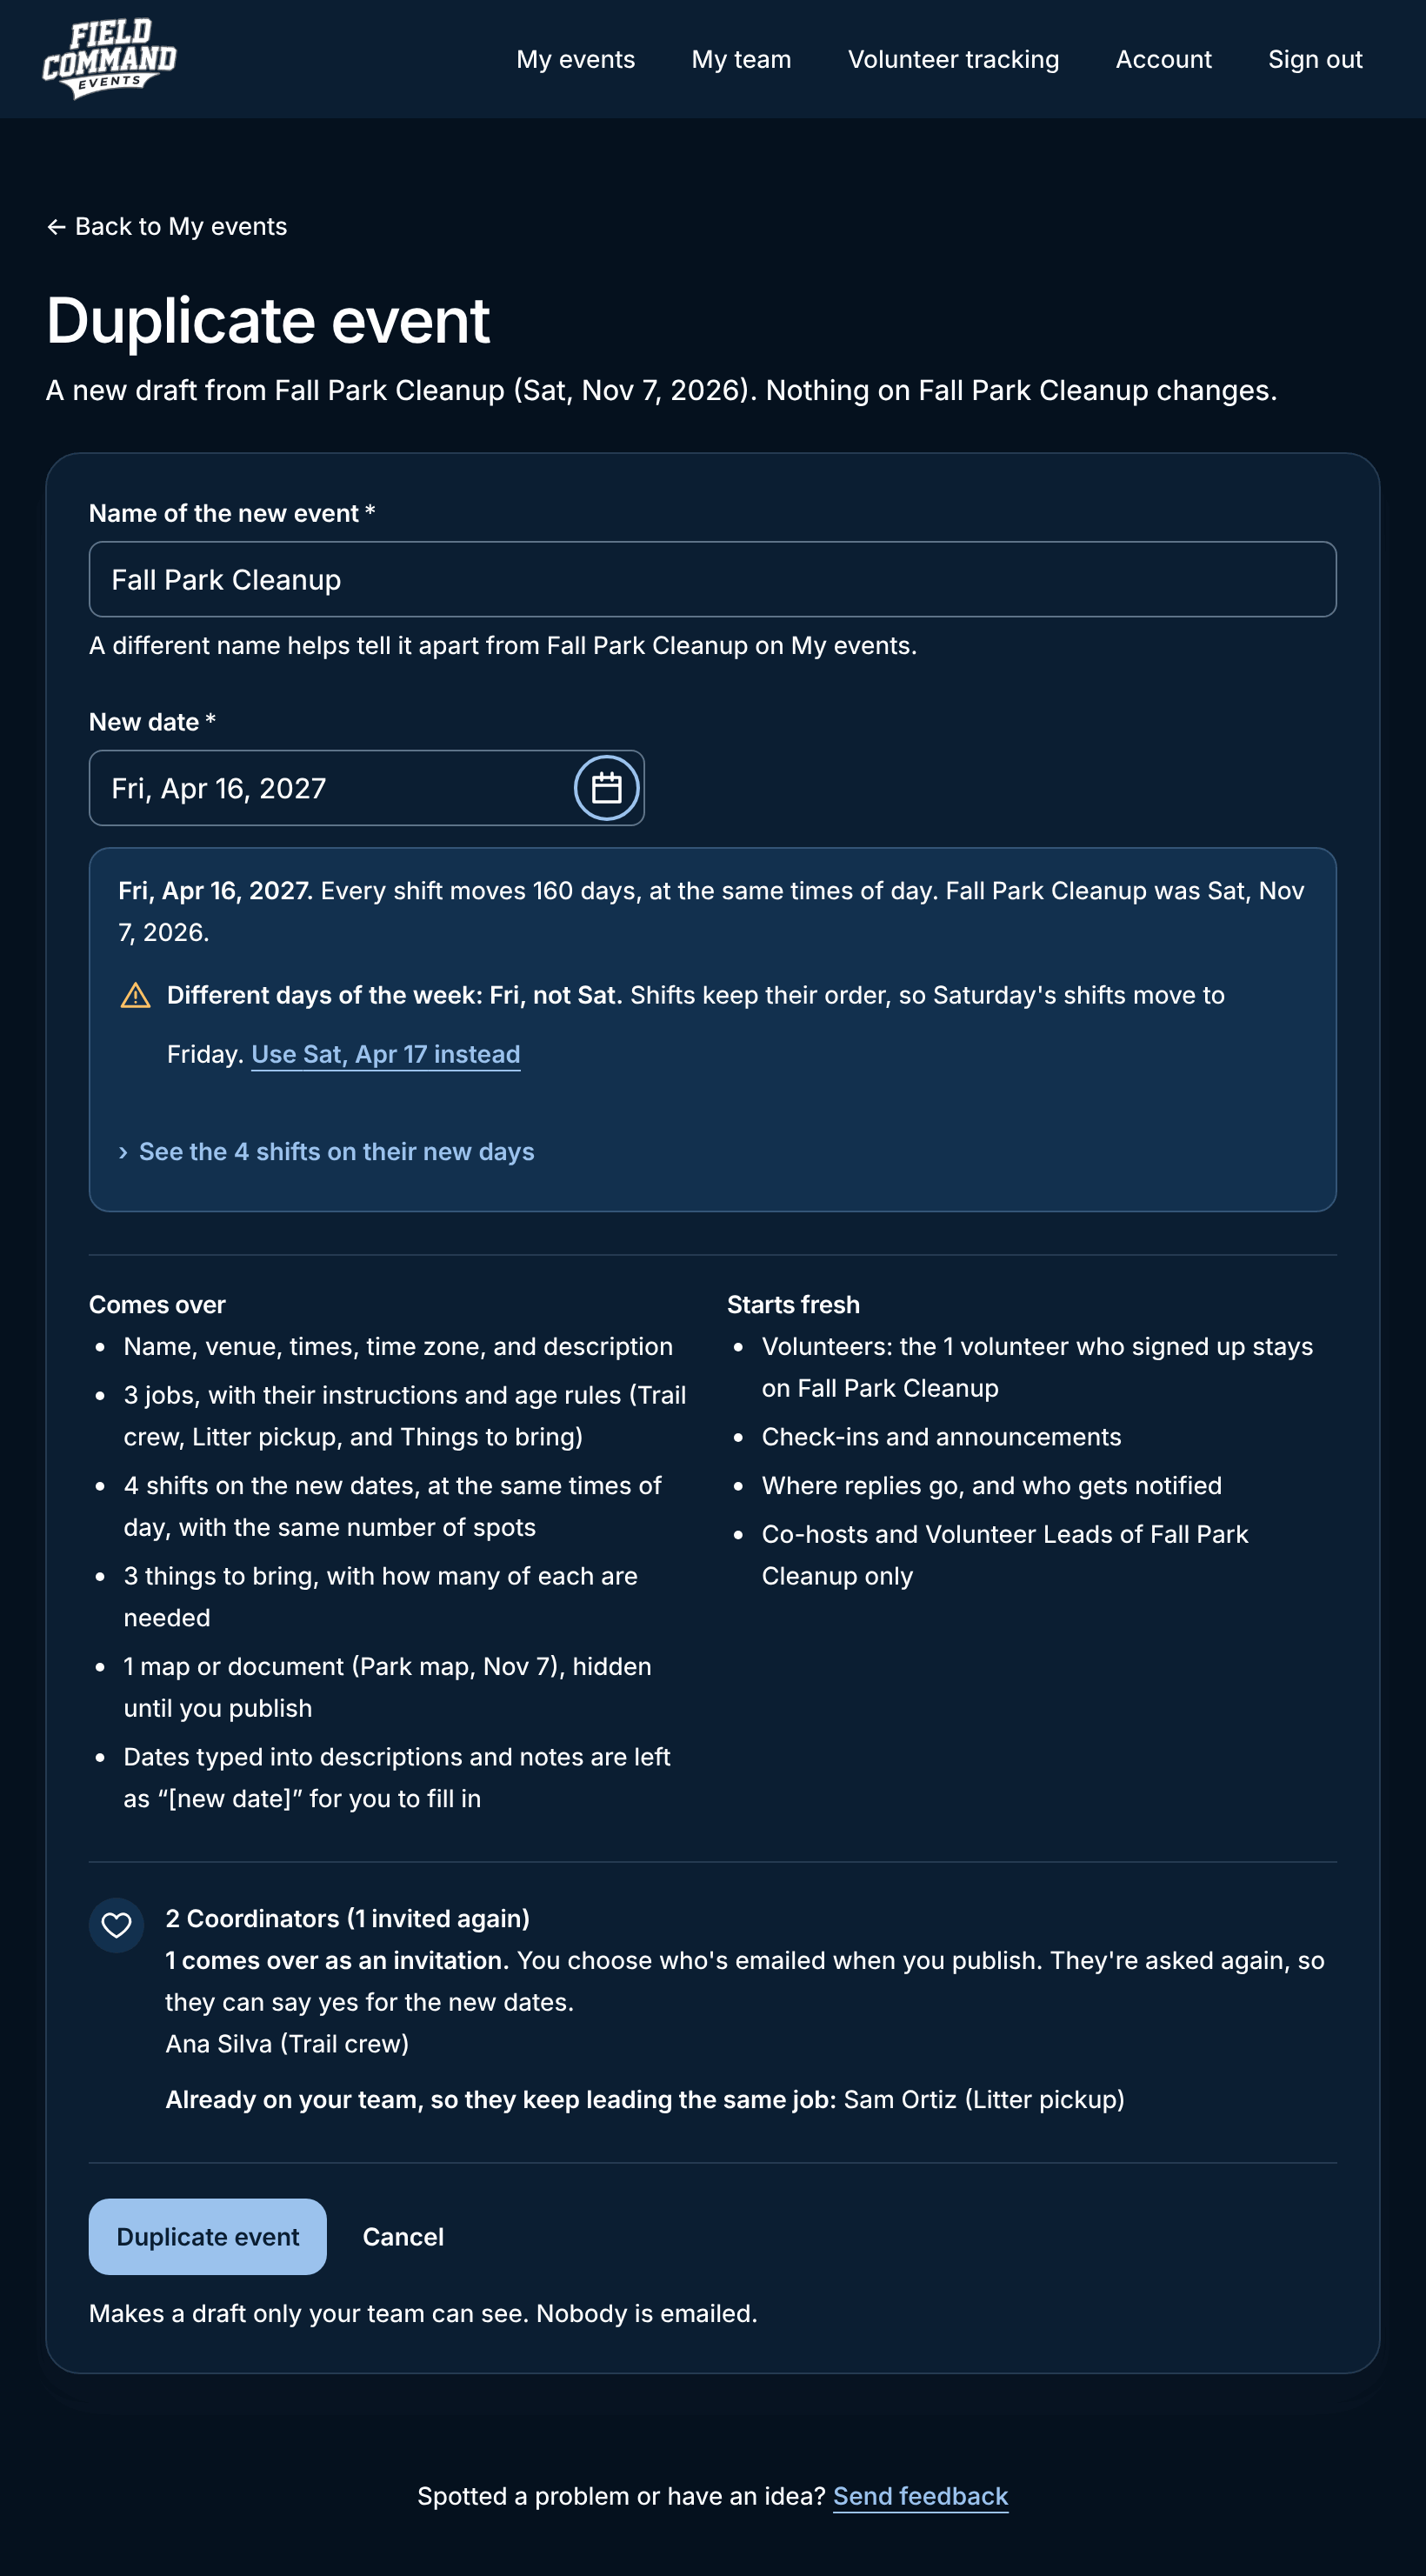 FIELD
COMMAND
EVENTS
My events
My team
Volunteer tracking
Account
Sign out
← Back to My events
Duplicate event
A new draft from Fall Park Cleanup (Sat, Nov 7, 2026). Nothing on Fall Park Cleanup changes.
Name of the new event *
Fall Park Cleanup
A different name helps tell it apart from Fall Park Cleanup on My events.
New date *
Fri, Apr 16, 2027
Fri, Apr 16, 2027. Every shift moves 160 days, at the same times of day. Fall Park Cleanup was Sat, Nov
7, 2026.
Different days of the week: Fri, not Sat. Shifts keep their order, so Saturday's shifts move to
Friday. Use Sat, Apr 17 instead
› See the 4 shifts on their new days
Comes over
• Name, venue, times, time zone, and description
• 3 jobs, with their instructions and age rules (Trail
crew, Litter pickup, and Things to bring)
• 4 shifts on the new dates, at the same times of
day, with the same number of spots
• 3 things to bring, with how many of each are
needed
• 1 map or document (Park map, Nov 7), hidden
until you publish
• Dates typed into descriptions and notes are left
as “[new date]” for you to fill in
Starts fresh
• Volunteers: the 1 volunteer who signed up stays
on Fall Park Cleanup
• Check-ins and announcements
• Where replies go, and who gets notified
• Co-hosts and Volunteer Leads of Fall Park
Cleanup only
2 Coordinators (1 invited again)
1 comes over as an invitation. You choose who's emailed when you publish. They're asked again, so
they can say yes for the new dates.
Ana Silva (Trail crew)
Already on your team, so they keep leading the same job: Sam Ortiz (Litter pickup)
Duplicate event
Cancel
Makes a draft only your team can see. Nobody is emailed.
Spotted a problem or have an idea? Send feedback